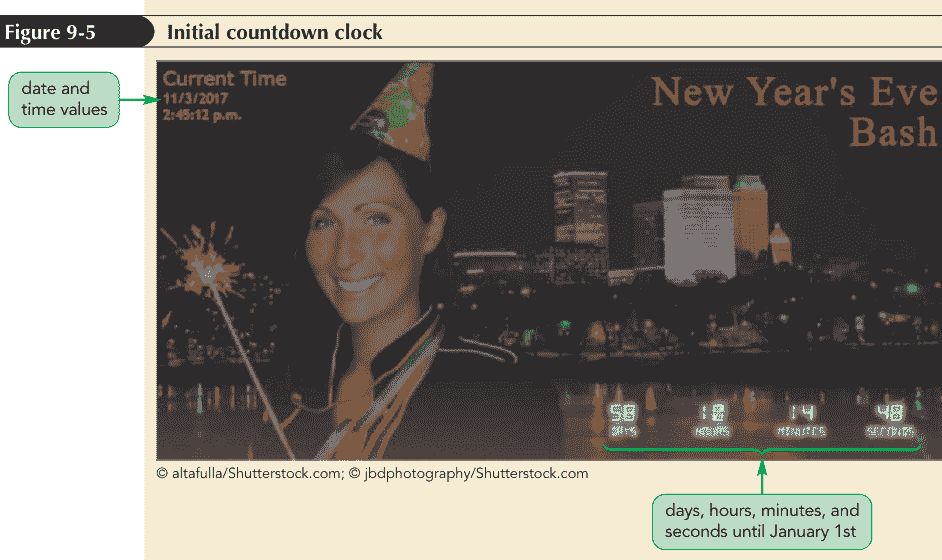 Figure 9-5 Initial countdown clock
date and
time values
Current Time
11/3/2017
2:45:12 p.m.
New Year's Eve
Bash
14 48
DAYS HOURS MINUTES SECONDS
© altafulla/Shutterstock.com; © jbdphotography/Shutterstock.com
days, hours, minutes, and
seconds until January 1st